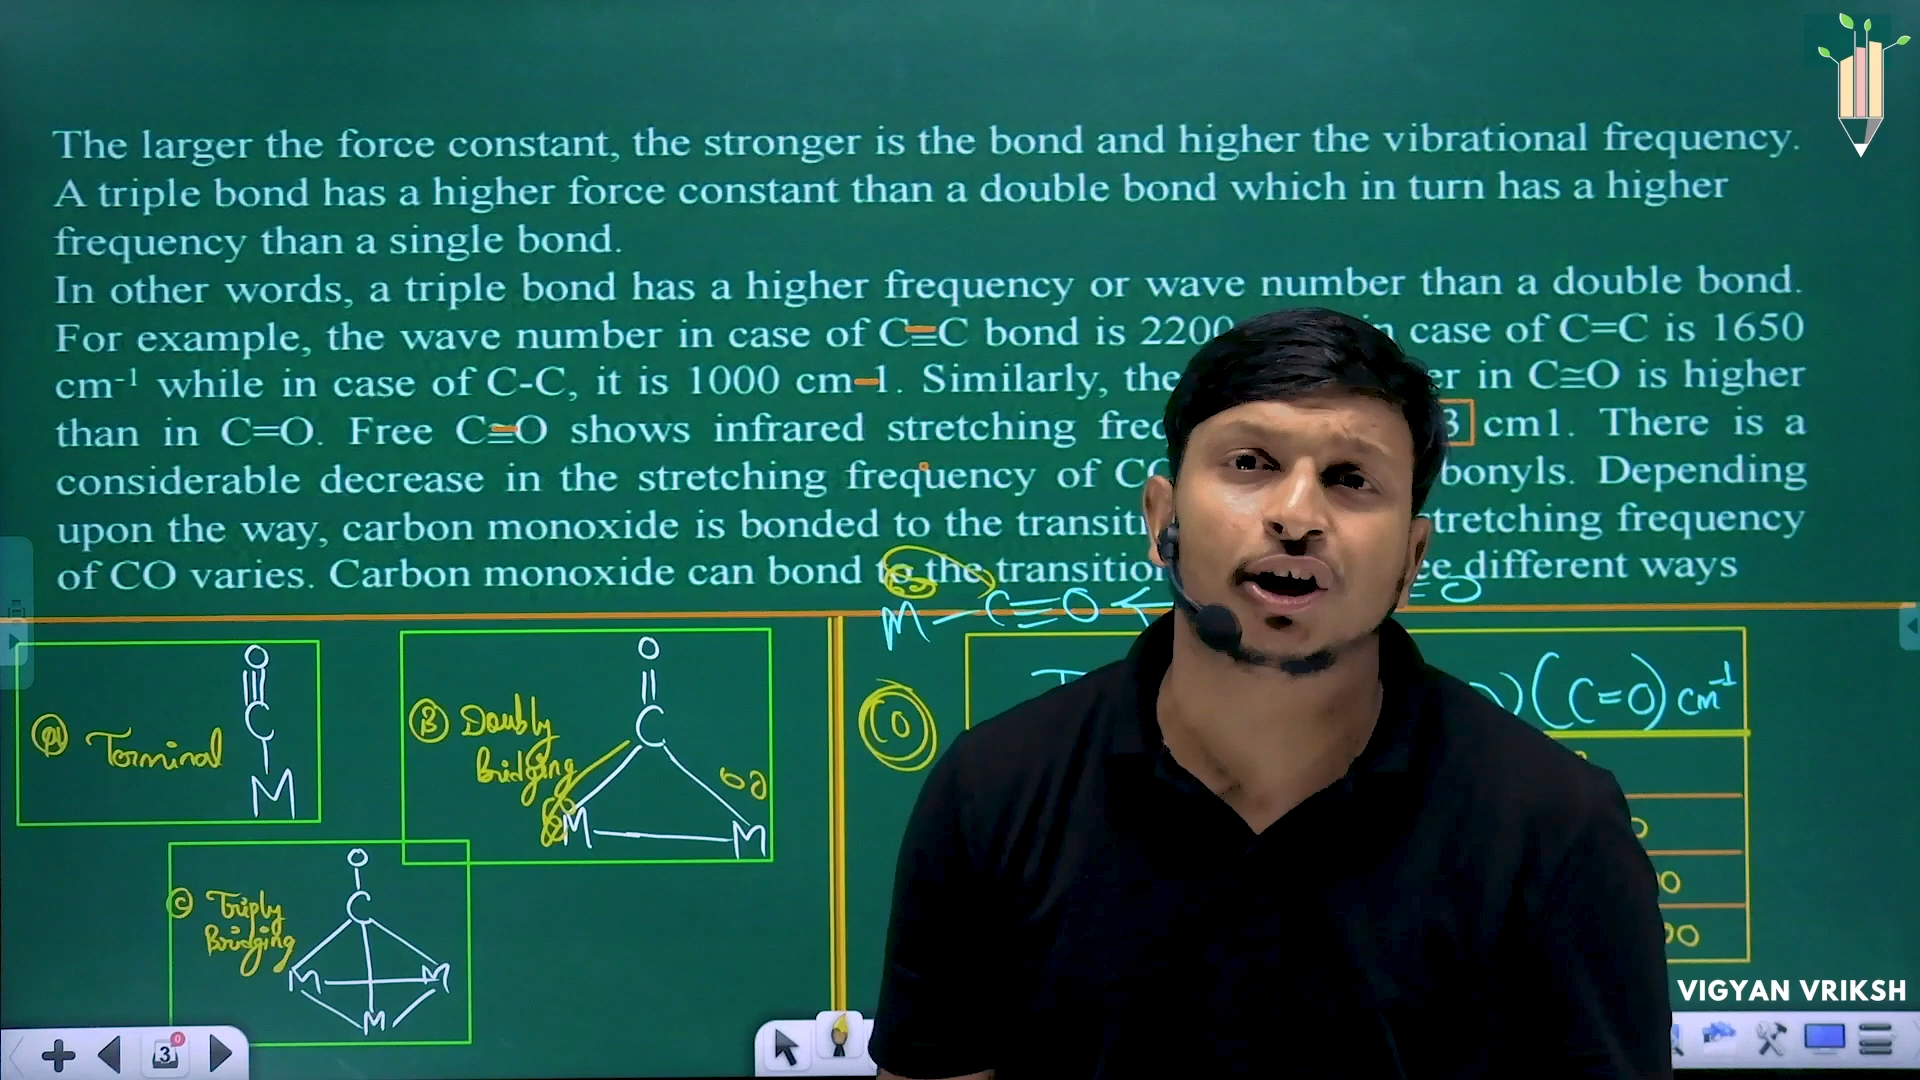 The larger the force constant, the stronger is the bond and higher the vibrational frequency.
A triple bond has a higher force constant than a double bond which in turn has a higher
frequency than a single bond.
In other words, a triple bond has a higher frequency or wave number than a double bond.
For example, the wave number in case of C≡C bond is 2200 case of C=C is 1650
cm-1 while in case of C-C, it is 1000 cm-1. Similarly, the in C≡O is higher
than in C=O. Free C≡O shows infrared stretching cm1. There is a
considerable decrease in the stretching frequency of Depending
upon the way, carbon monoxide is bonded to the stretching frequency
of CO varies. Carbon monoxide can bond to the transition different ways
M-C≡O ←
(A) Terminal
O
C
M
(B) Doubly
Bridging
O
C
M M
(C) Triply
Bridging
O
C
M M
M
CO
(C=O) cm-1
VIGYAN VRIKSH
3
0